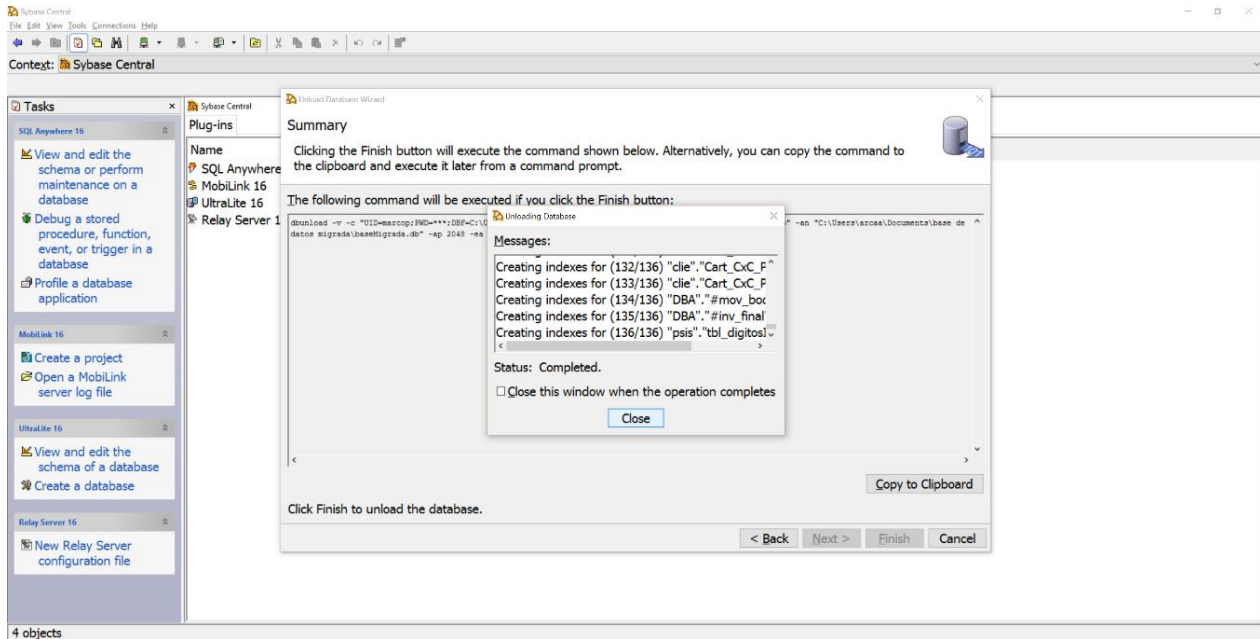 Sybase Central
File Edit View Tools Connections Help
Context: Sybase Central
Tasks
SQL Anywhere 16
View and edit the
schema or perform
maintenance on a
database
Debug a stored
procedure, function,
event, or trigger in a
database
Profile a database
application
MobiLink 16
Create a project
Open a MobiLink
server log file
UltraLite 16
View and edit the
schema of a database
Create a database
Relay Server 16
New Relay Server
configuration file
Sybase Central
Plug-ins
Name
SQL Anywhere
MobiLink 16
UltraLite 16
Relay Server 1
Unload Database Wizard
Summary
Clicking the Finish button will execute the command shown below. Alternatively, you can copy the command to
the clipboard and execute it later from a command prompt.
The following command will be executed if you click the Finish button:
dbunload -v -c "UID=marcop;PWD=***;DBF=C:\U
" -an "C:\Users\arcaa\Documents\base de
datos migrada\baseMigrada.db" -ap 2048 -ea
Unloading Database
Messages:
Creating indexes for (132/136) "clie"."Cart_CxC_P
Creating indexes for (133/136) "clie"."Cart_CxC_P
Creating indexes for (134/136) "DBA"."#mov_boc
Creating indexes for (135/136) "DBA"."#inv_final
Creating indexes for (136/136) "psis"."tbl_digitos
Status: Completed.
Close this window when the operation completes
Close
Copy to Clipboard
Click Finish to unload the database.
< Back Next > Finish Cancel
4 objects